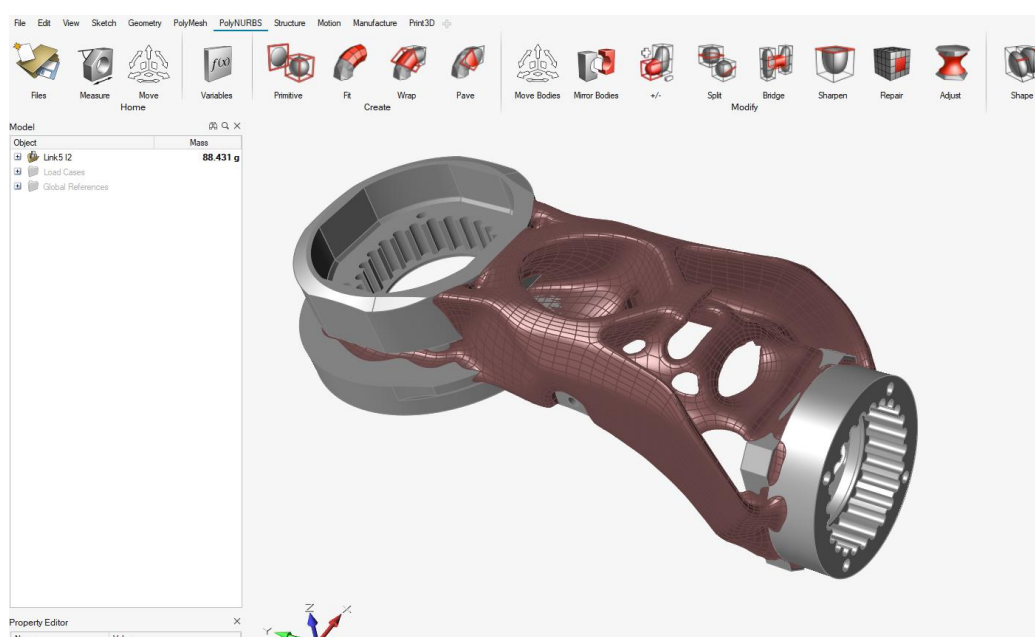 File Edit View Sketch Geometry PolyMesh PolyNURBS Structure Motion Manufacture Print3D
Files Measure Move Variables Primitive Fit Wrap Pave Move Bodies Mirror Bodies +/- Split Bridge Sharpen Repair Adjust Shape
Home Create Modify
Model
Object Mass
Link5 l2 88.431 g
Load Cases
Global References
Z X
Y
Property Editor